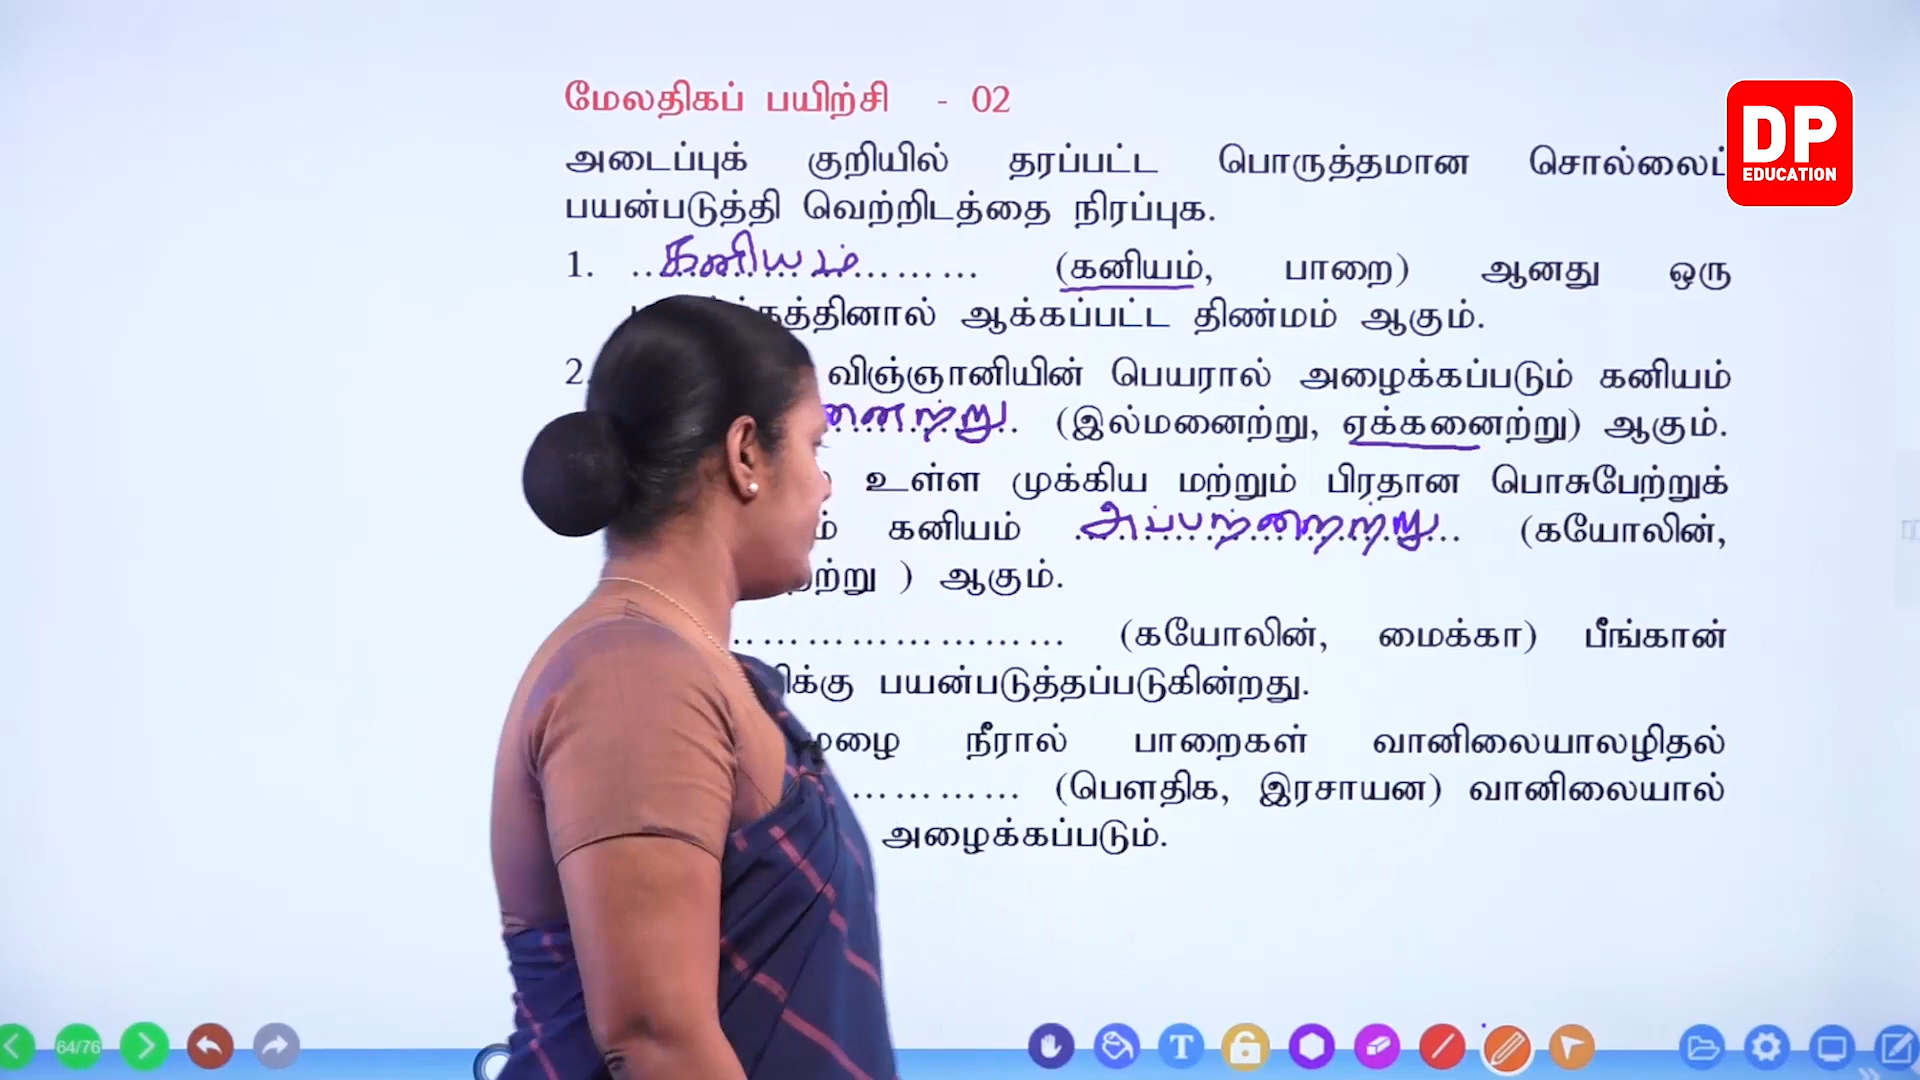 மேலதிகப் பயிற்சி - 02
DP
EDUCATION
அடைப்புக் குறியில் தரப்பட்ட பொருத்தமான சொல்லைப்
பயன்படுத்தி வெற்றிடத்தை நிரப்புக.
1. கனியம் (கனியம், பாறை) ஆனது ஒரு
ஆக்கப்பட்ட திண்மம் ஆகும்.
2. விஞ்ஞானியின் பெயரால் அழைக்கப்படும் கனியம்
(இல்மனைற்று, ஏக்கனைற்று) ஆகும்.
உள்ள முக்கிய மற்றும் பிரதான பொசுபேற்றுக்
கனியம் அப்பற்றைற்று (கயோலின்,
) ஆகும்.
........................ (கயோலின், மைக்கா) பீங்கான்
பயன்படுத்தப்படுகின்றது.
நீரால் பாறைகள் வானிலையாலழிதல்
............ (பௌதிக, இரசாயன) வானிலையால்
அழைக்கப்படும்.
64/76